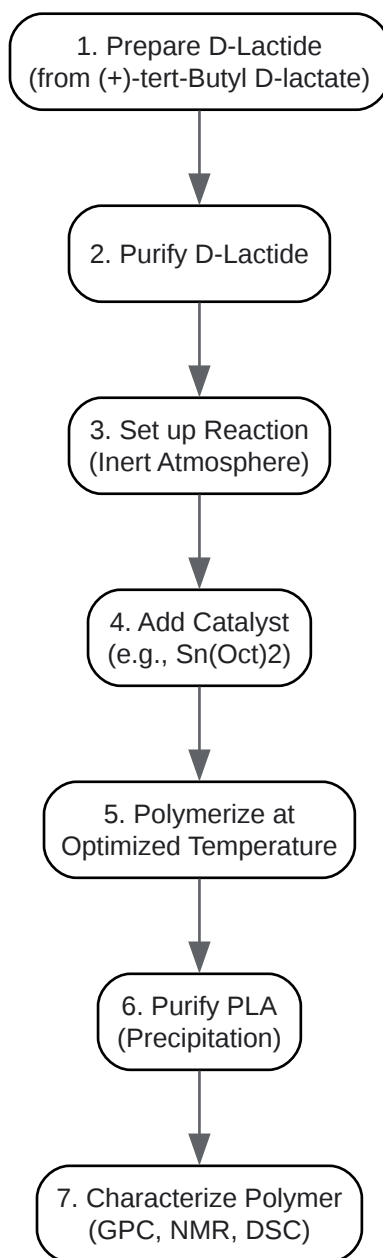 1. Prepare D-Lactide
(from (+)-tert-Butyl D-lactate)
2. Purify D-Lactide
3. Set up Reaction
(Inert Atmosphere)
4. Add Catalyst
(e.g., Sn(Oct)2)
5. Polymerize at
Optimized Temperature
6. Purify PLA
(Precipitation)
7. Characterize Polymer
(GPC, NMR, DSC)